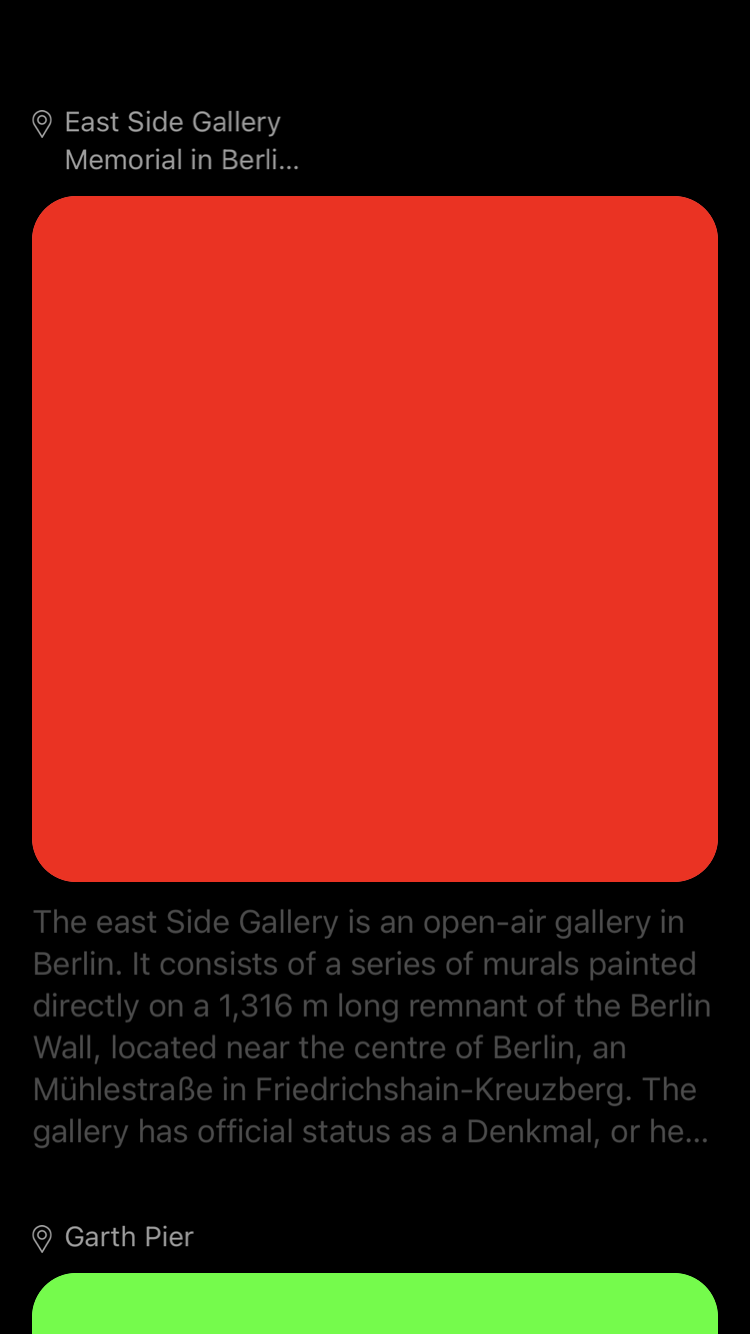 East Side Gallery
Memorial in Berli...
The east Side Gallery is an open-air gallery in
Berlin. It consists of a series of murals painted
directly on a 1,316 m long remnant of the Berlin
Wall, located near the centre of Berlin, an
Mühlestraße in Friedrichshain-Kreuzberg. The
gallery has official status as a Denkmal, or he...
Garth Pier